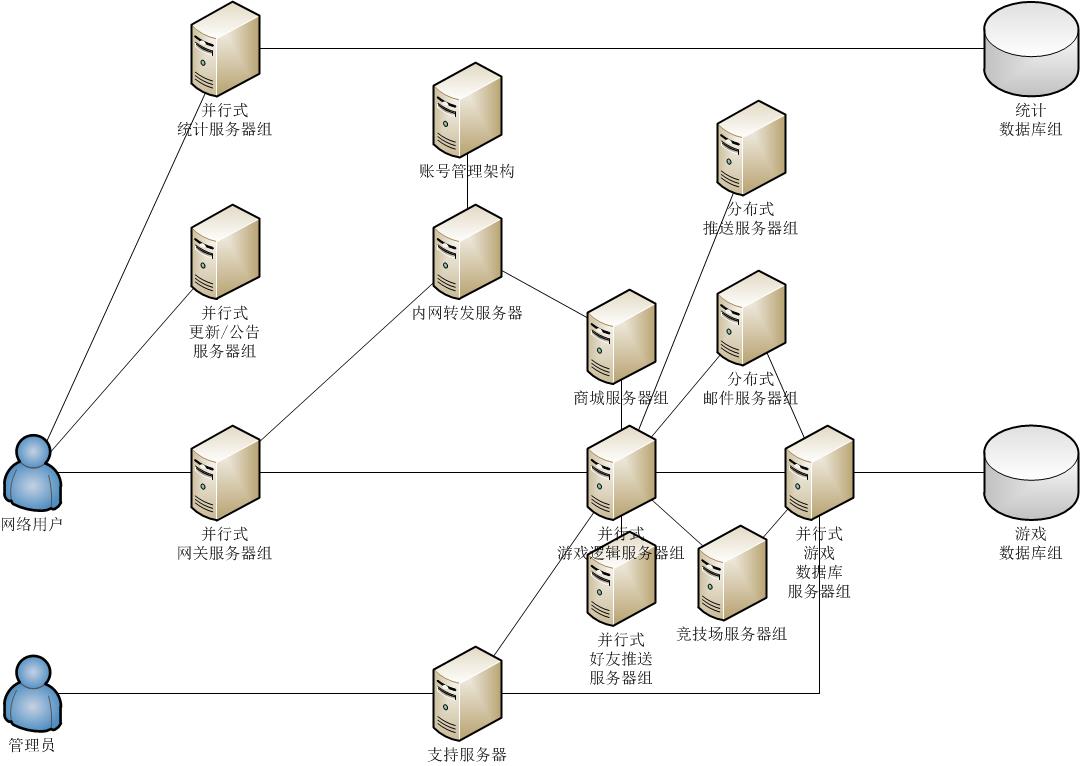 并行式
统计服务器组
统计
数据库组
账号管理架构
分布式
推送服务器组
并行式
更新/公告
服务器组
内网转发服务器
商城服务器组
分布式
邮件服务器组
网络用户
并行式
网关服务器组
并行式
游戏逻辑服务器组
并行式
游戏
数据库
服务器组
游戏
数据库组
并行式
好友推送
服务器组
竞技场服务器组
管理员
支持服务器